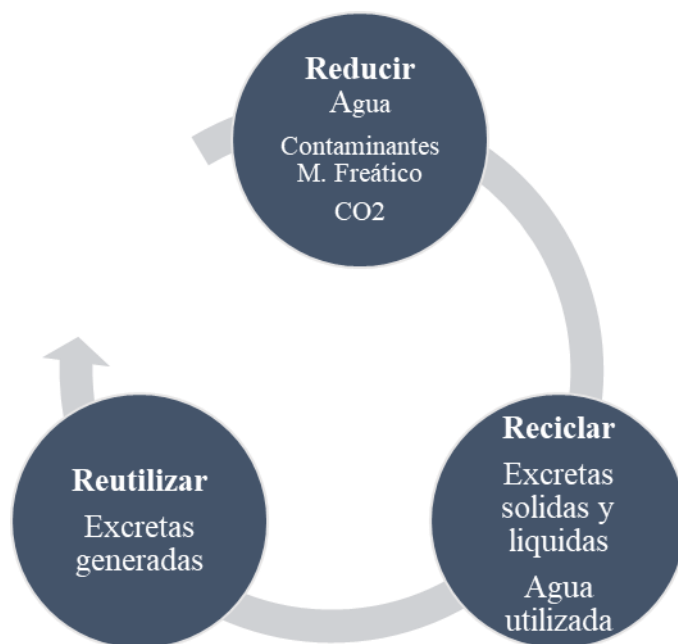 Reducir
Agua
Contaminantes
M. Freático
CO2
Reciclar
Excretas
solidas y
liquidas
Agua
utilizada
Reutilizar
Excretas
generadas